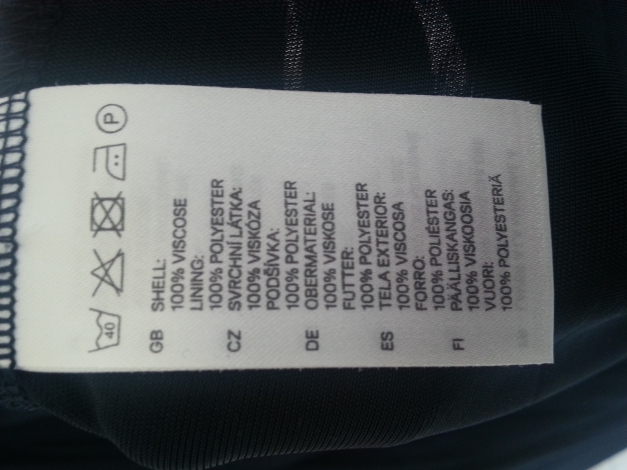 40
P
GB SHELL:
100% VISCOSE
LINING:
100% POLYESTER
CZ SVRCHNÍ LÁTKA:
100% VISKÓZA
PODŠÍVKA:
100% POLYESTER
DE OBERMATERIAL:
100% VISKOSE
FUTTER:
100% POLYESTER
ES TELA EXTERIOR:
100% VISCOSA
FORRO:
100% POLIÉSTER
FI PÄÄLLISKANGAS:
100% VISKOOSIA
VUORI:
100% POLYESTERIÄ